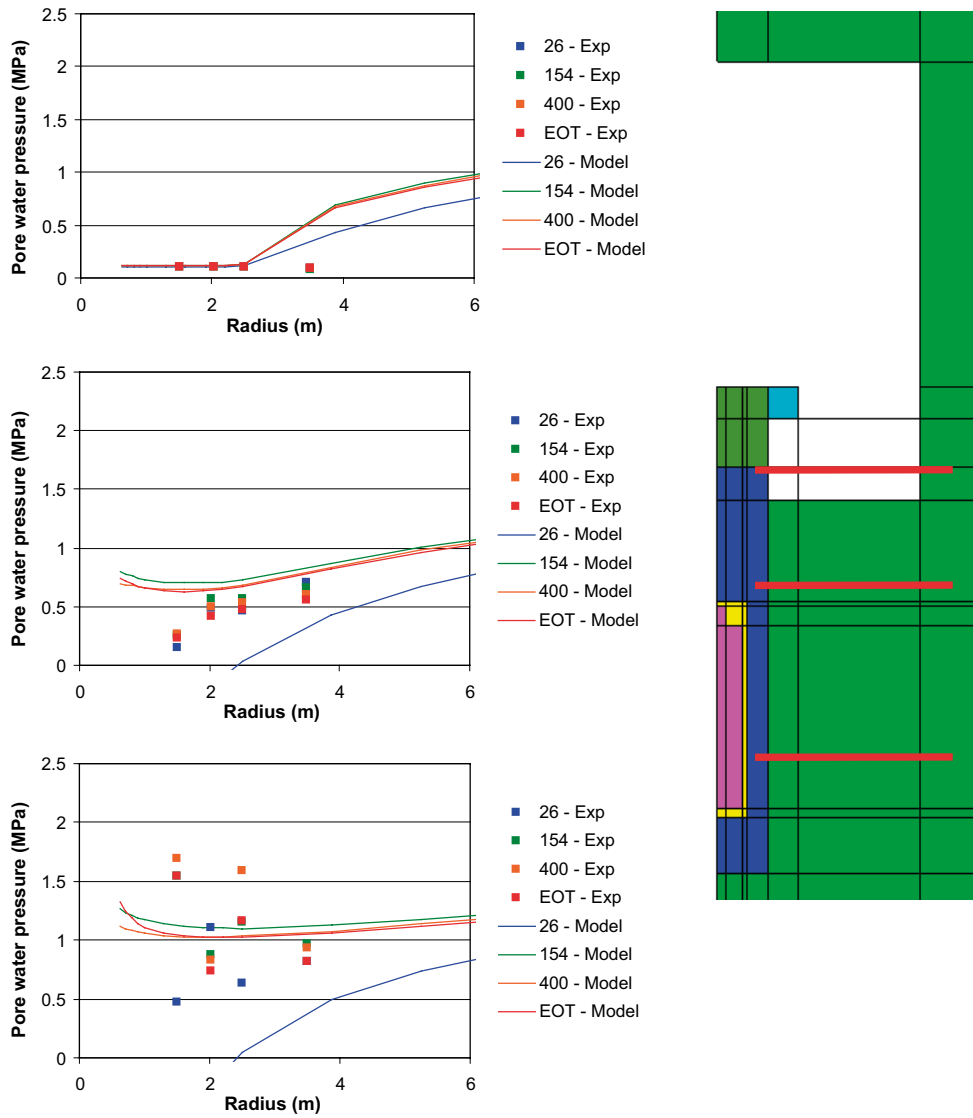 Pore water pressure (MPa)
2.5
2
1.5
1
0.5
0
0
2
4
6
Radius (m)
26 - Exp
154 - Exp
400 - Exp
EOT - Exp
26 - Model
154 - Model
400 - Model
EOT - Model
Pore water pressure (MPa)
2.5
2
1.5
1
0.5
0
0
2
4
6
Radius (m)
26 - Exp
154 - Exp
400 - Exp
EOT - Exp
26 - Model
154 - Model
400 - Model
EOT - Model
Pore water pressure (MPa)
2.5
2
1.5
1
0.5
0
0
2
4
6
Radius (m)
26 - Exp
154 - Exp
400 - Exp
EOT - Exp
26 - Model
154 - Model
400 - Model
EOT - Model